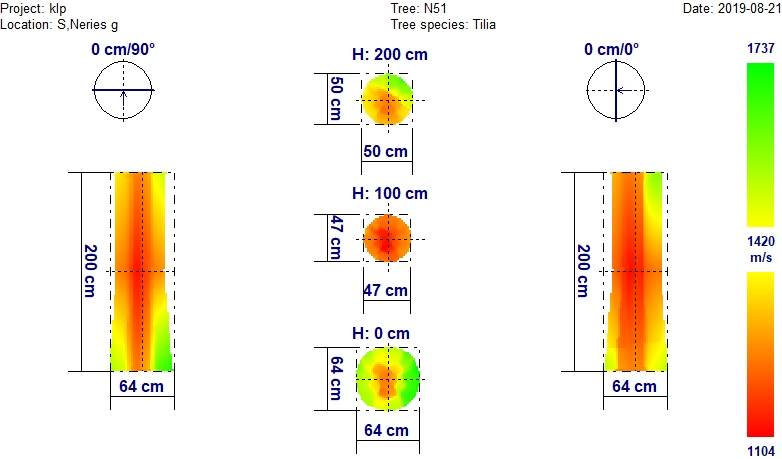 Project: klp
Tree: N51
Date: 2019-08-21
Location: S,Neries g
Tree species: Tilia
0 cm/90°
H: 200 cm
0 cm/0°
1737
50 cm
50 cm
H: 100 cm
47 cm
47 cm
200 cm
200 cm
1420
m/s
H: 0 cm
64 cm
64 cm
64 cm
64 cm
1104